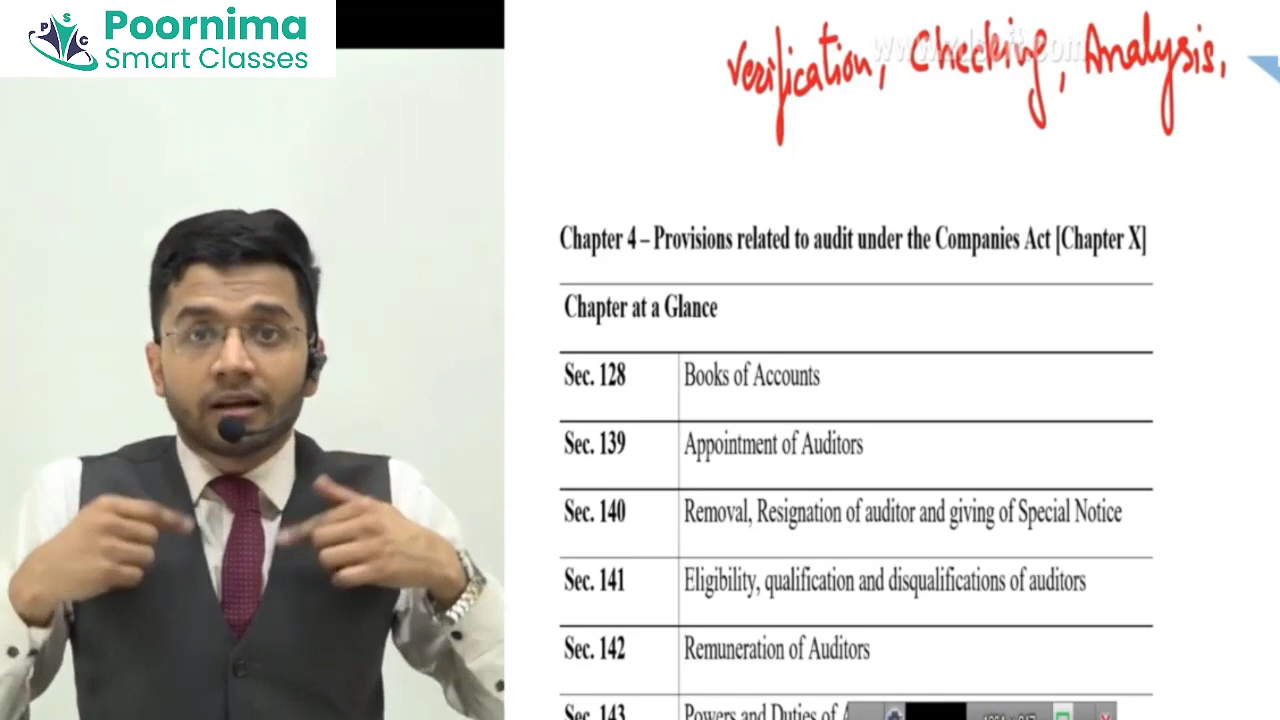 Poornima
Smart Classes
PSC
verification, Checking, Analysis,
Chapter 4 – Provisions related to audit under the Companies Act [Chapter X]
Chapter at a Glance
Sec. 128 Books of Accounts
Sec. 139 Appointment of Auditors
Sec. 140 Removal, Resignation of auditor and giving of Special Notice
Sec. 141 Eligibility, qualification and disqualifications of auditors
Sec. 142 Remuneration of Auditors
Sec. 143 Powers and Duties of